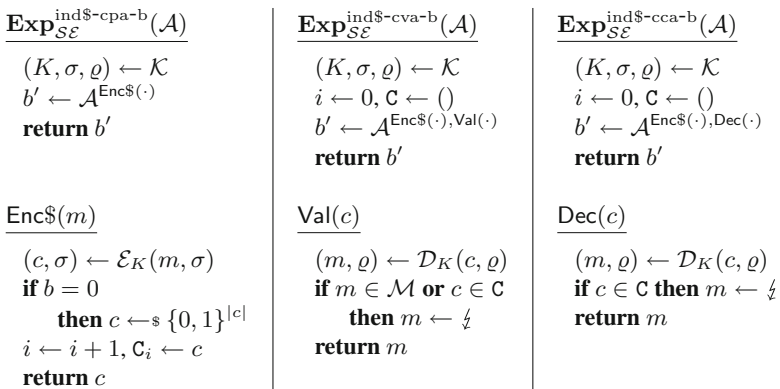 Exp^{ind$-cpa-b}_{𝒮ℰ}(𝒜)
(K, σ, ϱ) ← 𝒦
b′ ← 𝒜^{Enc$(·)}
return b′
Enc$(m)
(c, σ) ← ℰ_K(m, σ)
if b = 0
then c ←$ {0, 1}^{|c|}
i ← i + 1, C_i ← c
return c
Exp^{ind$-cva-b}_{𝒮ℰ}(𝒜)
(K, σ, ϱ) ← 𝒦
i ← 0, C ← ()
b′ ← 𝒜^{Enc$(·),Val(·)}
return b′
Val(c)
(m, ϱ) ← 𝒟_K(c, ϱ)
if m ∈ ℳ or c ∈ C
then m ← ↯
return m
Exp^{ind$-cca-b}_{𝒮ℰ}(𝒜)
(K, σ, ϱ) ← 𝒦
i ← 0, C ← ()
b′ ← 𝒜^{Enc$(·),Dec(·)}
return b′
Dec(c)
(m, ϱ) ← 𝒟_K(c, ϱ)
if c ∈ C then m ← ↯
return m